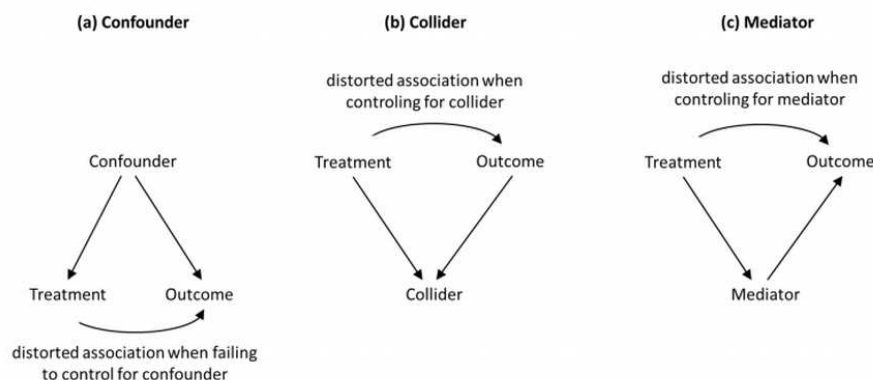 (a) Confounder
Confounder
Treatment
Outcome
distorted association when failing
to control for confounder
(b) Collider
distorted association when
controling for collider
Treatment
Outcome
Collider
(c) Mediator
distorted association when
controling for mediator
Treatment
Outcome
Mediator